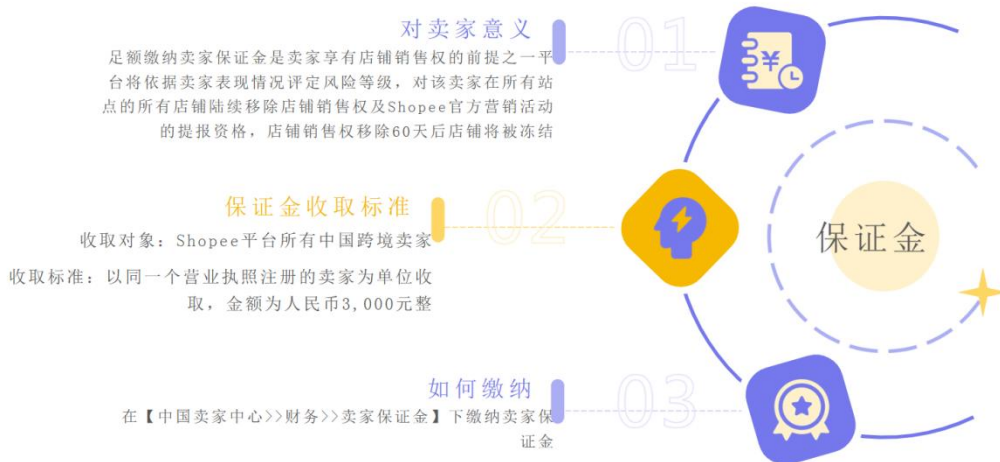 对卖家意义
01
足额缴纳卖家保证金是卖家享有店铺销售权的前提之一平
台将依据卖家表现情况评定风险等级，对该卖家在所有站
点的所有店铺陆续移除店铺销售权及Shopee官方营销活动
的提报资格，店铺销售权移除60天后店铺将被冻结
保证金收取标准
02
收取对象：Shopee平台所有中国跨境卖家
收取标准：以同一个营业执照注册的卖家为单位收
取，金额为人民币3,000元整
保证金
如何缴纳
03
在【中国卖家中心>>财务>>卖家保证金】下缴纳卖家保
证金
¥